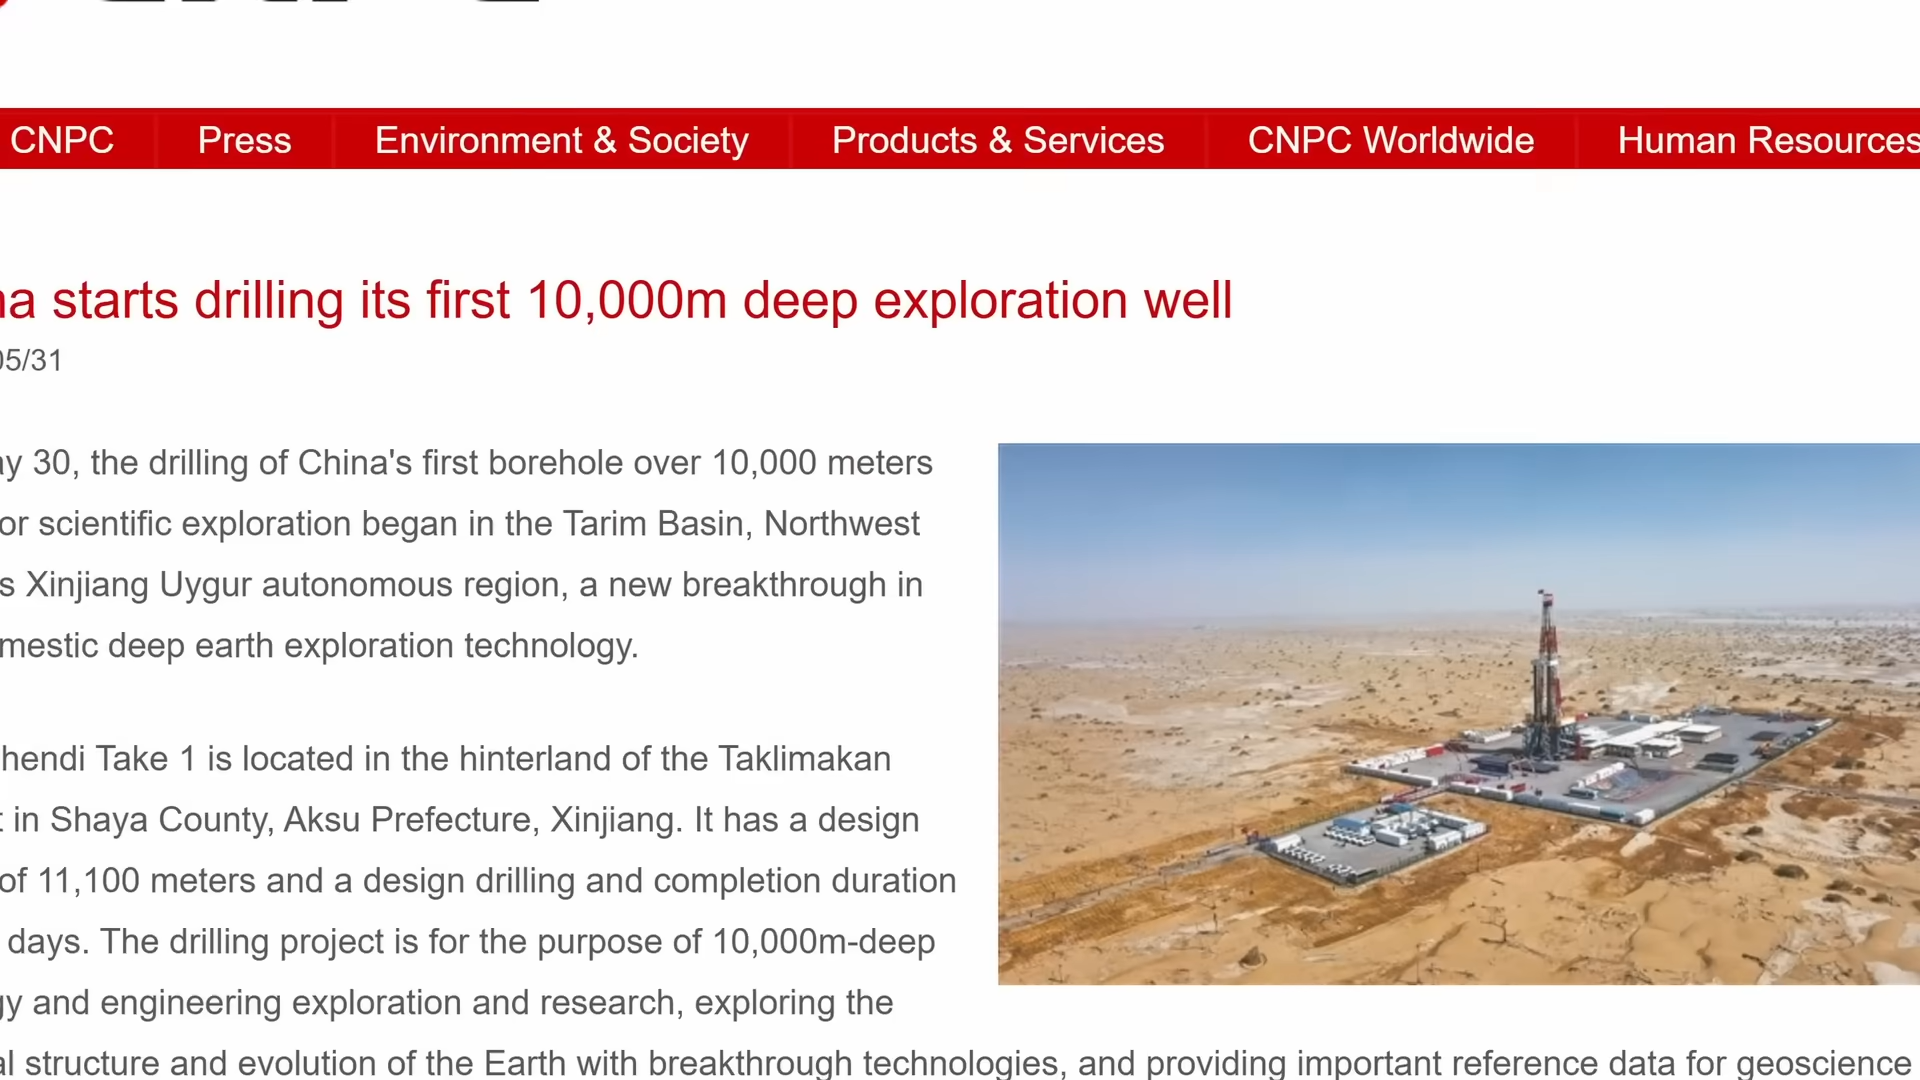 CNPC Press Environment & Society Products & Services CNPC Worldwide Human Resources
starts drilling its first 10,000m deep exploration well
05/31
30, the drilling of China's first borehole over 10,000 meters
or scientific exploration began in the Tarim Basin, Northwest
s Xinjiang Uygur autonomous region, a new breakthrough in
mestic deep earth exploration technology.
hendi Take 1 is located in the hinterland of the Taklimakan
t in Shaya County, Aksu Prefecture, Xinjiang. It has a design
of 11,100 meters and a design drilling and completion duration
days. The drilling project is for the purpose of 10,000m-deep
gy and engineering exploration and research, exploring the
al structure and evolution of the Earth with breakthrough technologies, and providing important reference data for geoscience